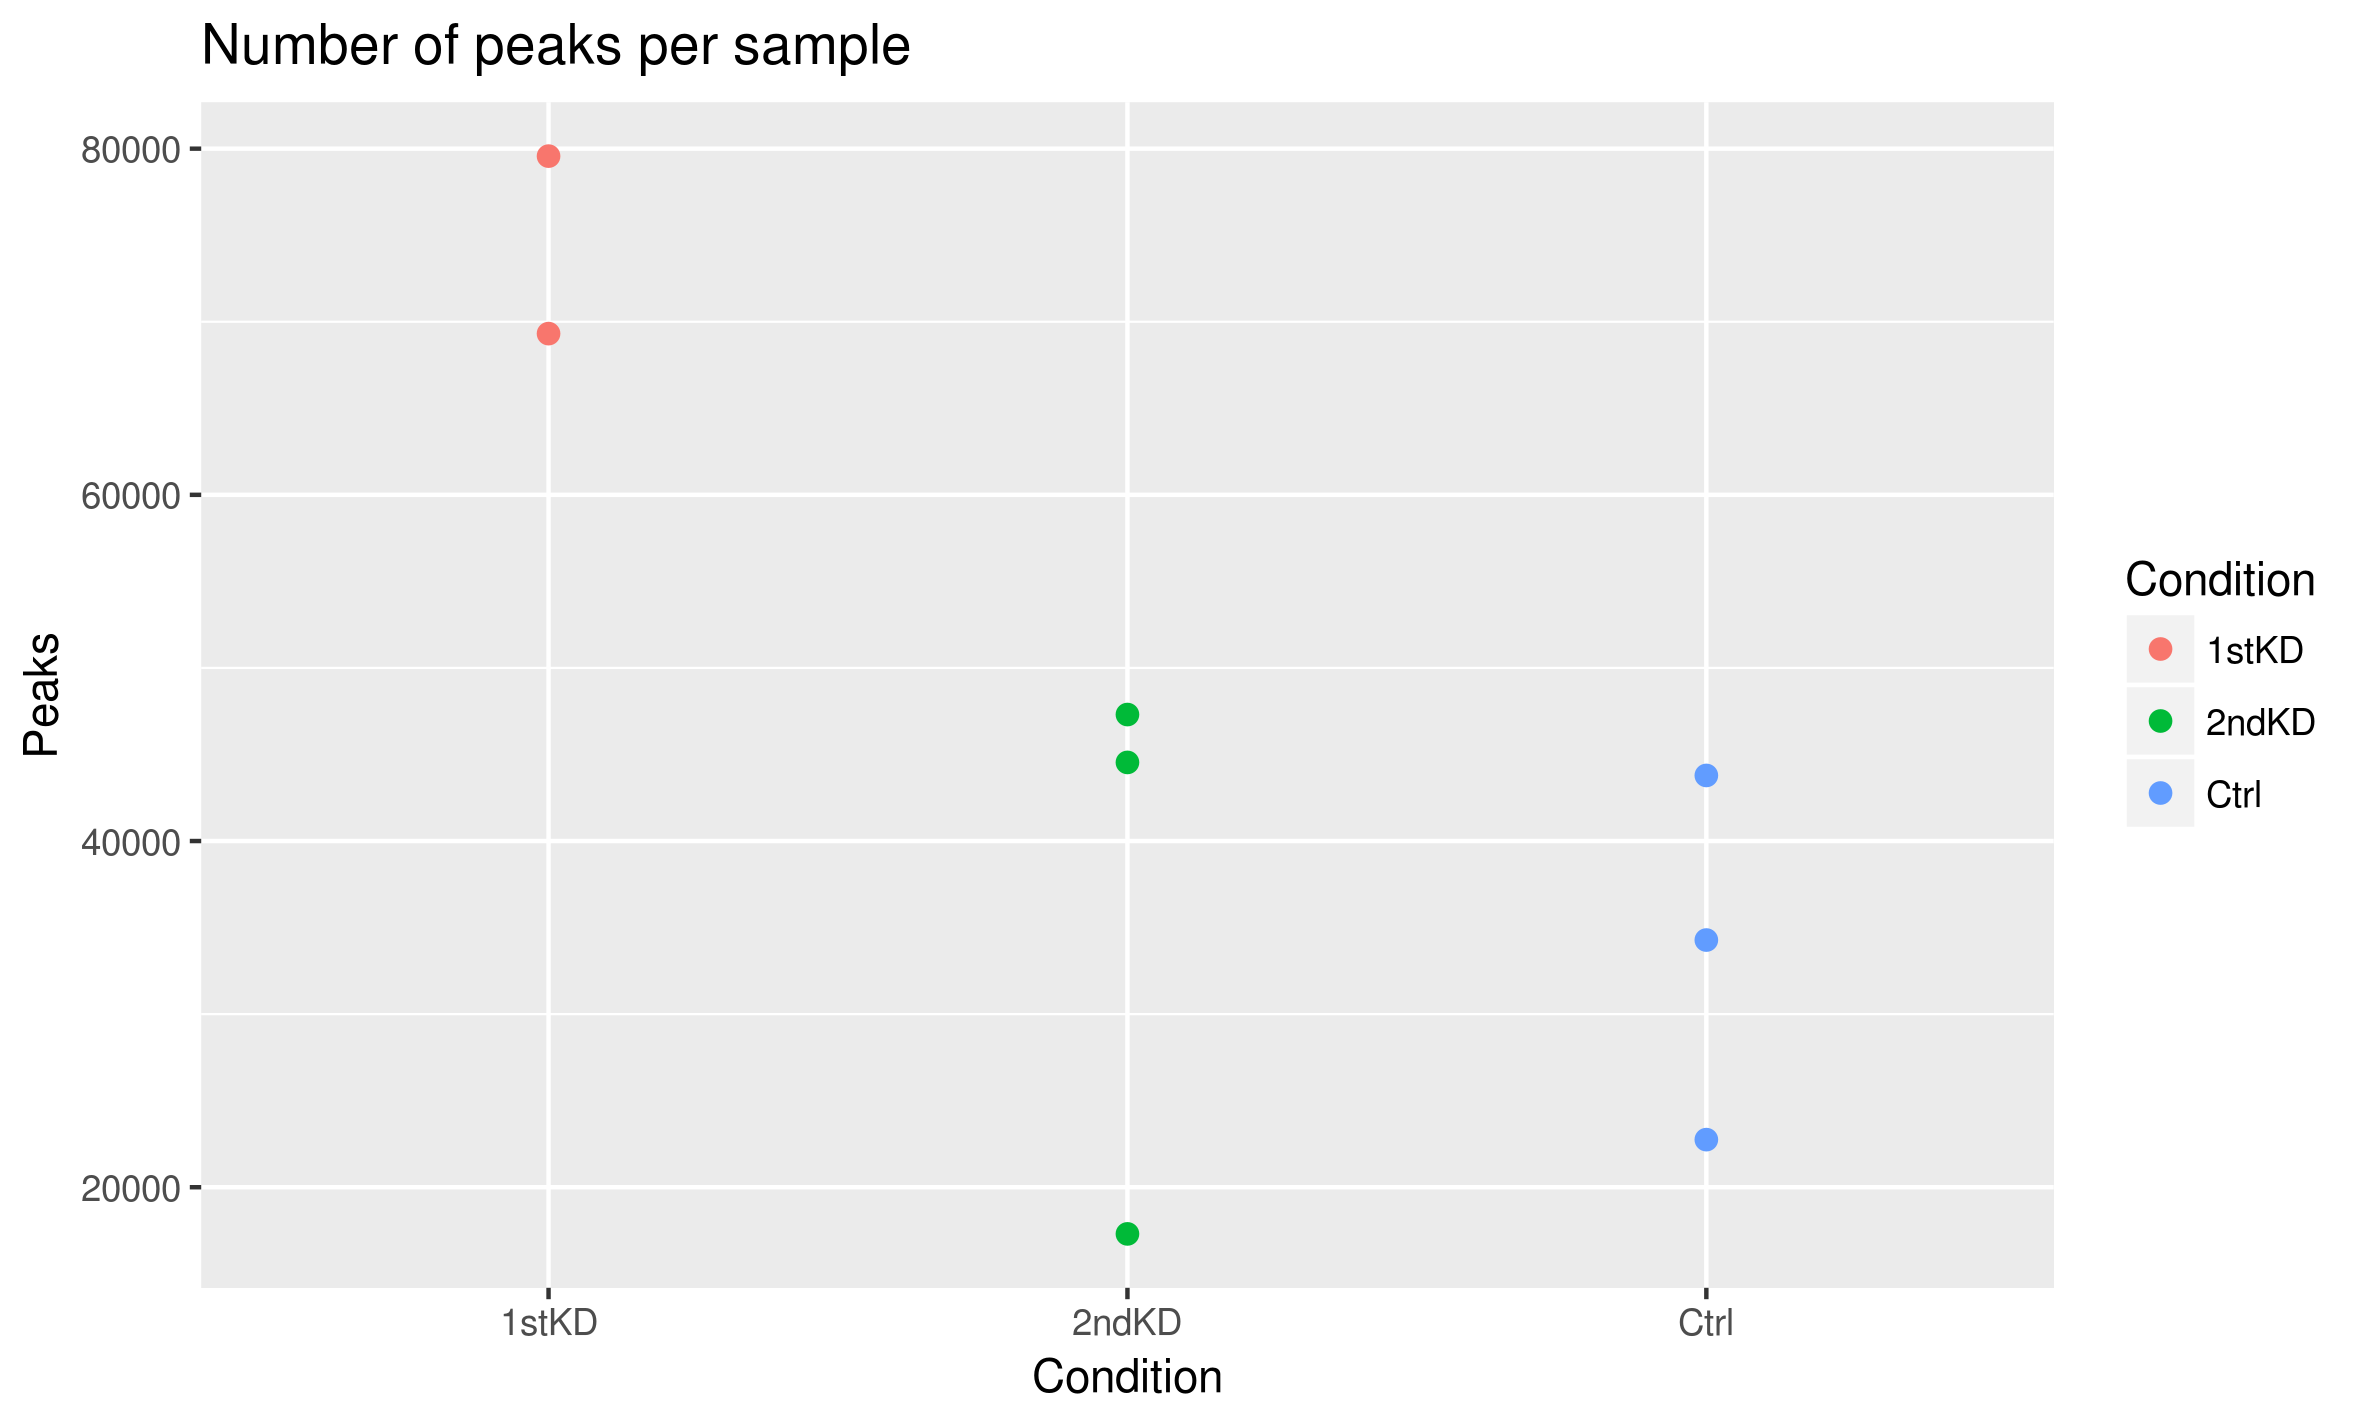 Number of peaks per sample
80000
60000
40000
20000
Peaks
1stKD
2ndKD
Ctrl
Condition
Condition
1stKD
2ndKD
Ctrl